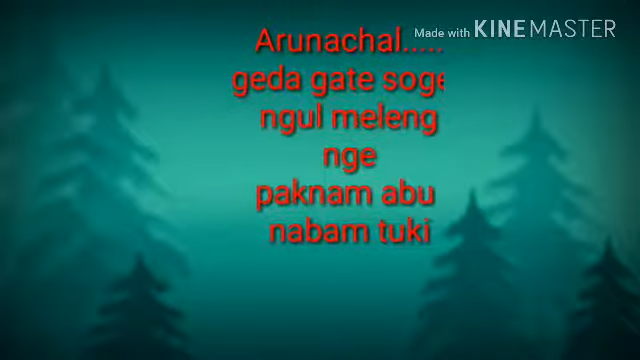 Made with KINEMASTER
Arunachal.....
geda gate soge
ngul meleng
nge
paknam abu
nabam tuki